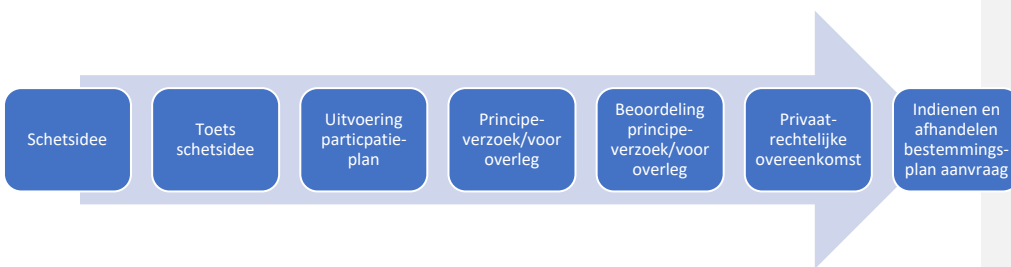 Schetsidee
Toets
schetsidee
Uitvoering
particpatie-
plan
Principe-
verzoek/voor
overleg
Beoordeling
principe-
verzoek/voor
overleg
Privaat-
rechtelijke
overeenkomst
Indienen en
afhandelen
bestemmings-
plan aanvraag